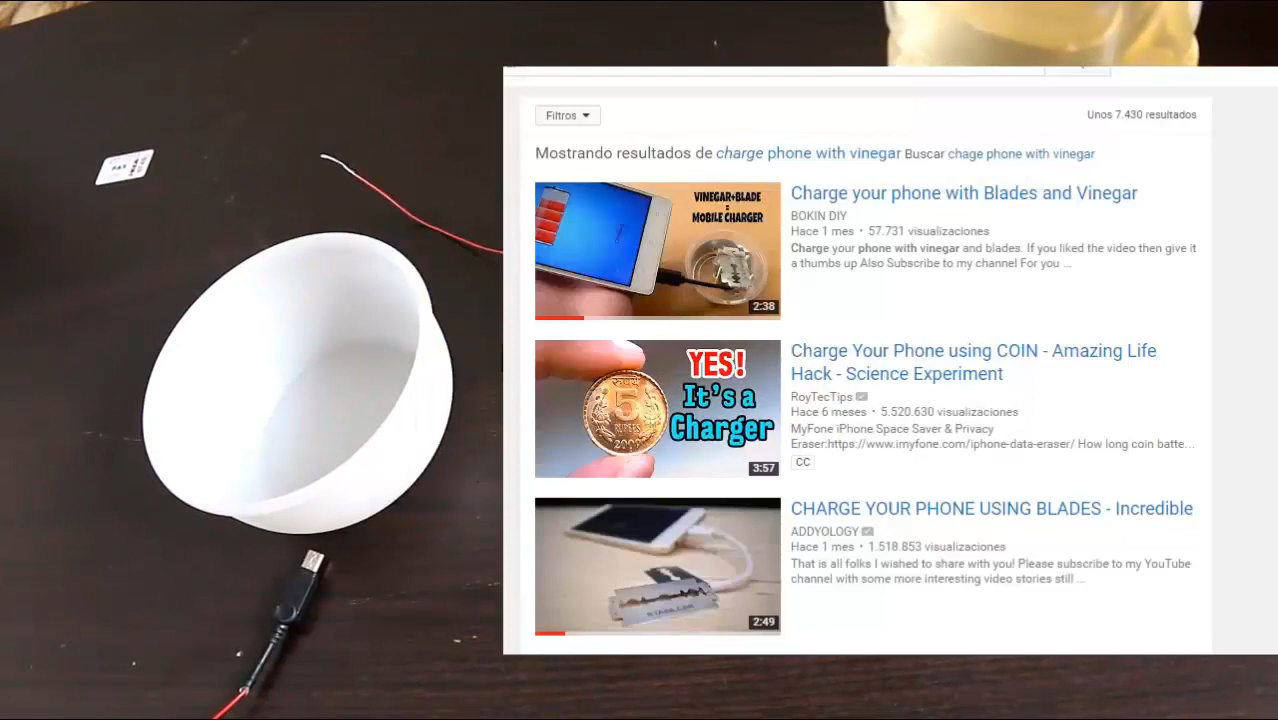 Filtros
Unos 7.430 resultados
Mostrando resultados de charge phone with vinegar Buscar chage phone with vinegar
VINEGAR+BLADE
=
MOBILE CHARGER
2:38
Charge your phone with Blades and Vinegar
BOKIN DIY
Hace 1 mes • 57.731 visualizaciones
Charge your phone with vinegar and blades. If you liked the video then give it
a thumbs up Also Subscribe to my channel For you ...
YES!
It's a
Charger
5
RUPEES
3:57
Charge Your Phone using COIN - Amazing Life
Hack - Science Experiment
RoyTecTips
Hace 6 meses • 5.520.630 visualizaciones
MyFone iPhone Space Saver & Privacy
Eraser:https://www.imyfone.com/iphone-data-eraser/ How long coin batte...
CC
2:49
CHARGE YOUR PHONE USING BLADES - Incredible
ADDYOLOGY
Hace 1 mes • 1.518.853 visualizaciones
That is all folks I wished to share with you! Please subscribe to my YouTube
channel with some more interesting video stories still ...